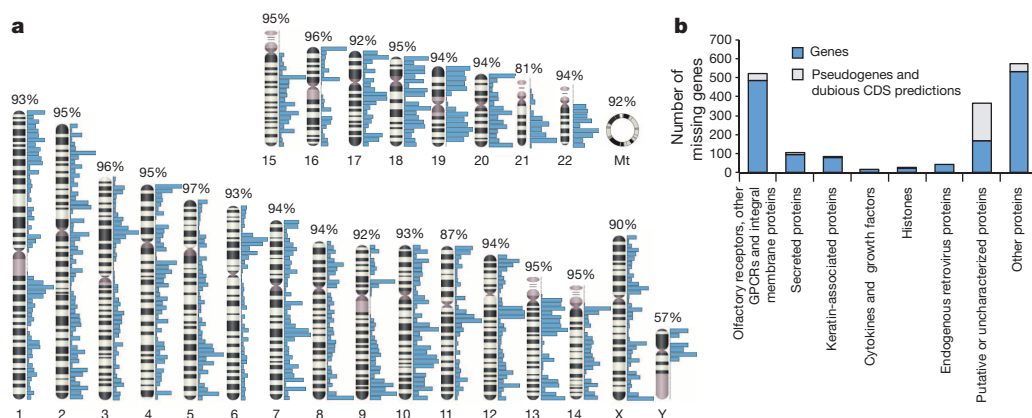 a
95%
96%
92%
95%
94%
94%
81%
94%
92%
15
16
17
18
19
20
21
22
Mt
93%
95%
96%
95%
97%
93%
94%
94%
92%
93%
87%
94%
95%
95%
90%
57%
1
2
3
4
5
6
7
8
9
10
11
12
13
14
X
Y
b
Number of
missing genes
700
600
500
400
300
200
100
0
Genes
Pseudogenes and
dubious CDS predictions
Olfactory receptors, other
GPCRs and integral
membrane proteins
Secreted proteins
Keratin-associated proteins
Cytokines and growth factors
Histones
Endogenous retrovirus proteins
Putative or uncharacterized proteins
Other proteins